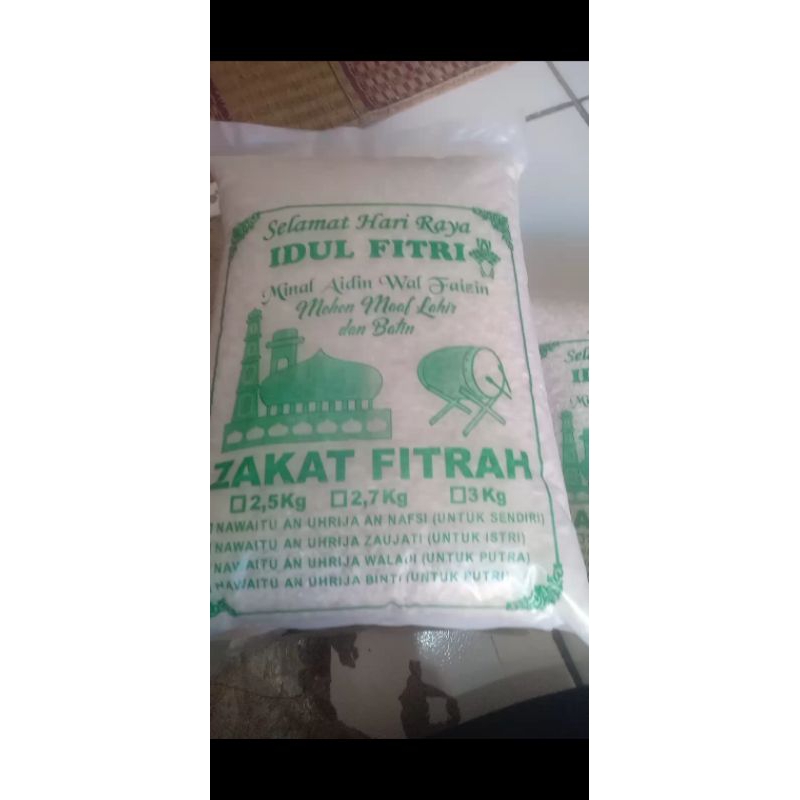 Selamat Hari Raya
IDUL FITRI
Minal Aidin Wal Faizin
Mohon Maaf Lahir
dan Batin
ZAKAT FITRAH
2,5Kg 2,7Kg 3Kg
NAWAITU AN UHRIJA AN NAFSI (UNTUK SENDIRI)
NAWAITU AN UHRIJA ZAUJATI (UNTUK ISTRI)
NAWAITU AN UHRIJA WALADI (UNTUK PUTRA)
NAWAITU AN UHRIJA BINTI (UNTUK PUTRI)